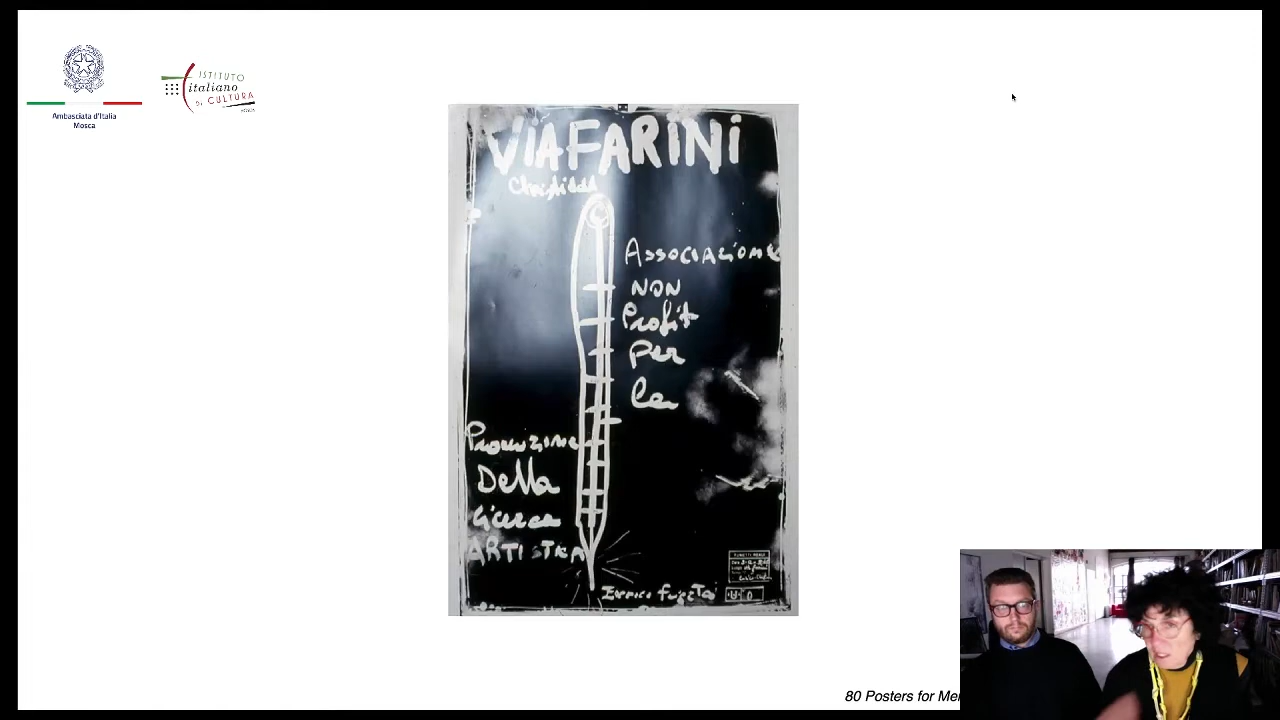 Ambasciata d'Italia
Mosca
ISTITUTO
italiano
DI CULTURA
VIAFARINI
ASSOCIAZIONE
NON
Profit
Per
la
Promozione
Della
ricerca
ARTISTICA
80 Posters for